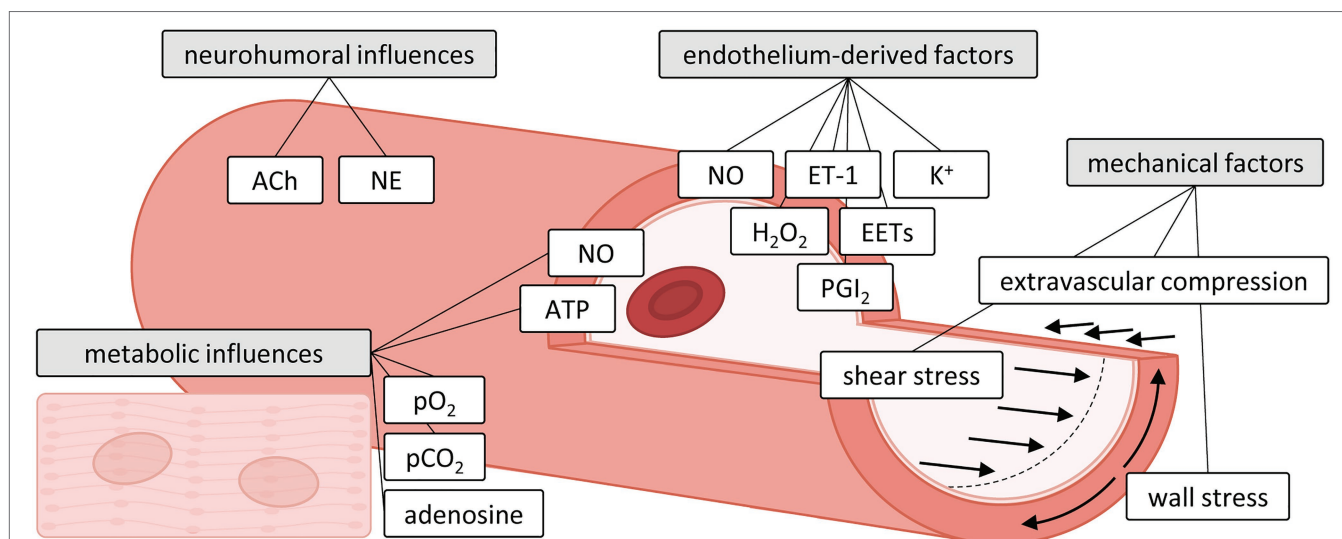 neurohumoral influences
ACh
NE
endothelium-derived factors
NO
ET-1
K⁺
H₂O₂
EETs
PGI₂
mechanical factors
extravascular compression
shear stress
wall stress
NO
ATP
metabolic influences
pO₂
pCO₂
adenosine